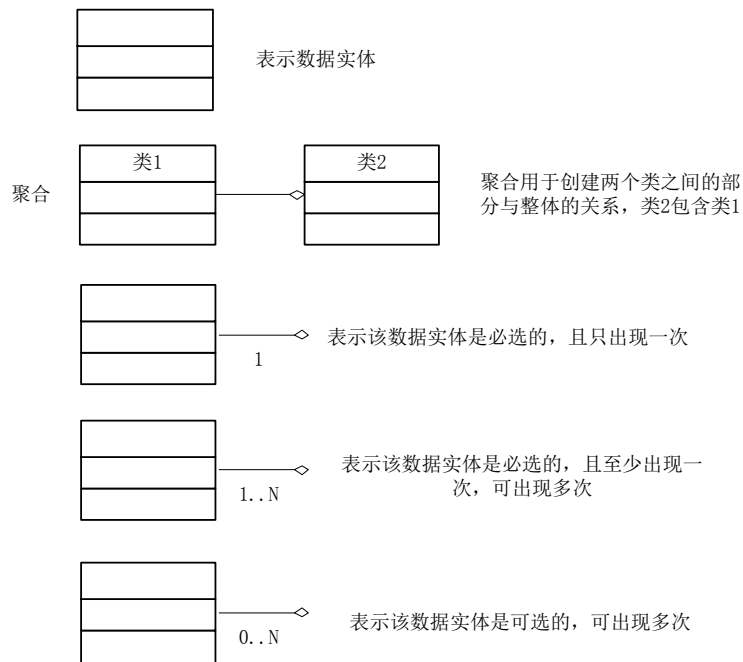 表示数据实体
聚合
类1
类2
聚合用于创建两个类之间的部
分与整体的关系，类2包含类1
1
表示该数据实体是必选的，且只出现一次
1..N
表示该数据实体是必选的，且至少出现一
次，可出现多次
0..N
表示该数据实体是可选的，可出现多次